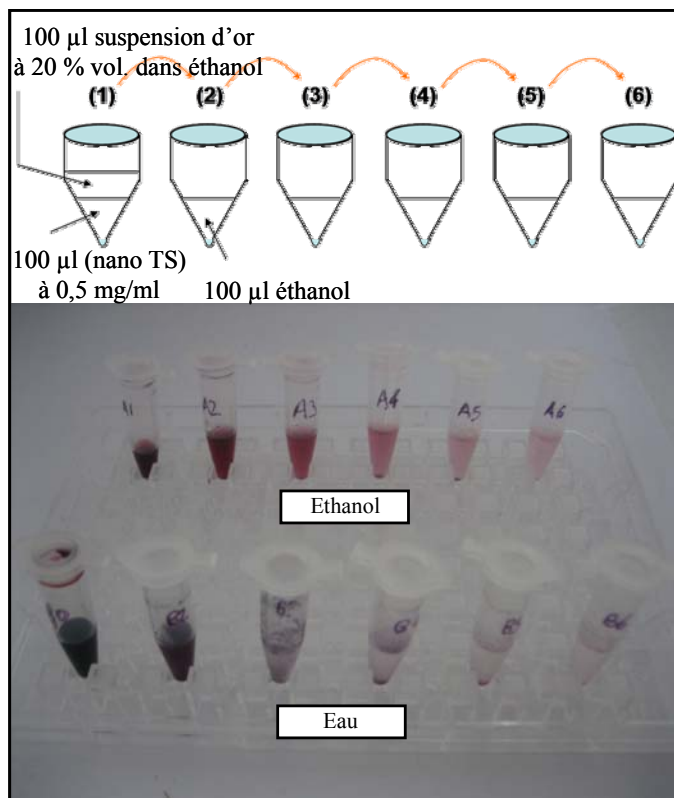 100 µl suspension d'or
à 20 % vol. dans éthanol
(1) (2) (3) (4) (5) (6)
100 µl (nano TS)
à 0,5 mg/ml
100 µl éthanol
A2 A3 A4 A5 A6
Ethanol
Eau